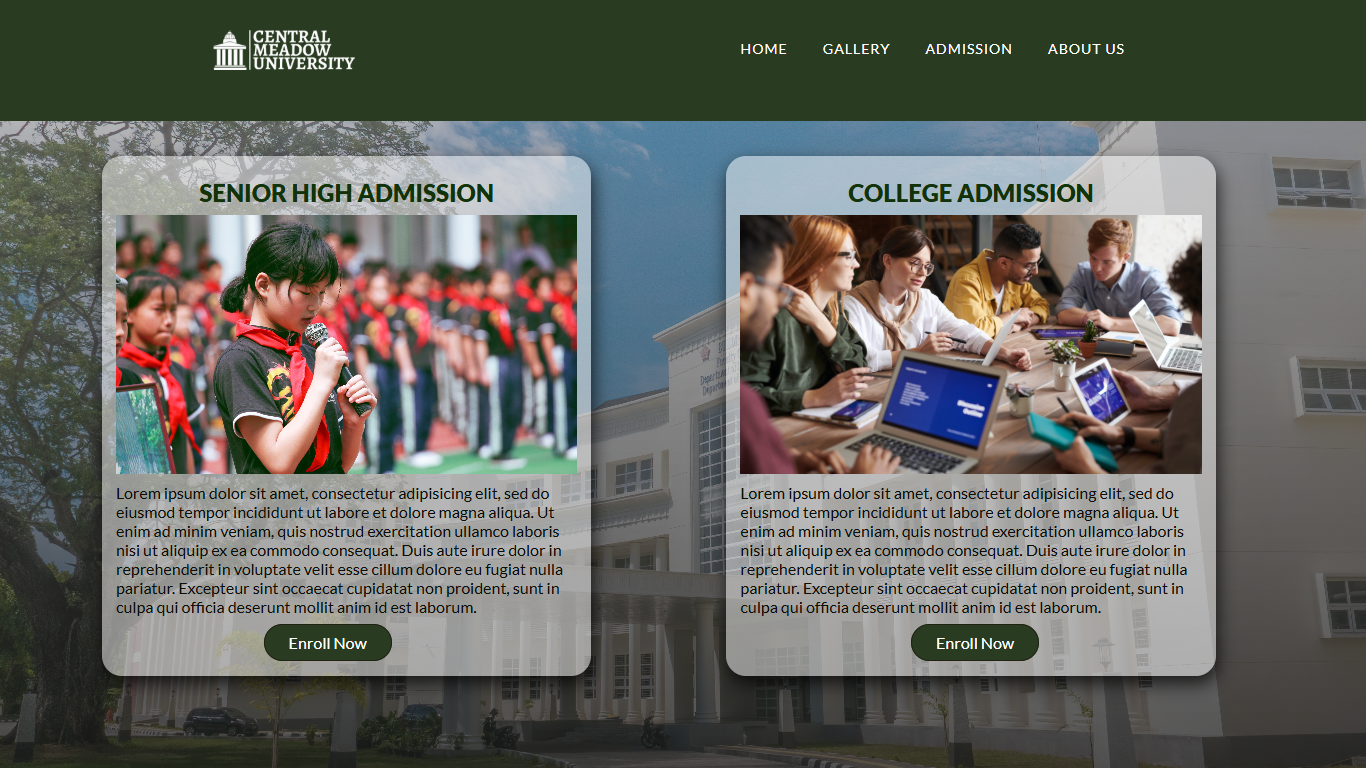 CENTRAL
MEADOW
UNIVERSITY
HOME GALLERY ADMISSION ABOUT US
SENIOR HIGH ADMISSION
Lorem ipsum dolor sit amet, consectetur adipisicing elit, sed do
eiusmod tempor incididunt ut labore et dolore magna aliqua. Ut
enim ad minim veniam, quis nostrud exercitation ullamco laboris
nisi ut aliquip ex ea commodo consequat. Duis aute irure dolor in
reprehenderit in voluptate velit esse cillum dolore eu fugiat nulla
pariatur. Excepteur sint occaecat cupidatat non proident, sunt in
culpa qui officia deserunt mollit anim id est laborum.
Enroll Now
COLLEGE ADMISSION
Discussion
Outline
Lorem ipsum dolor sit amet, consectetur adipisicing elit, sed do
eiusmod tempor incididunt ut labore et dolore magna aliqua. Ut
enim ad minim veniam, quis nostrud exercitation ullamco laboris
nisi ut aliquip ex ea commodo consequat. Duis aute irure dolor in
reprehenderit in voluptate velit esse cillum dolore eu fugiat nulla
pariatur. Excepteur sint occaecat cupidatat non proident, sunt in
culpa qui officia deserunt mollit anim id est laborum.
Enroll Now